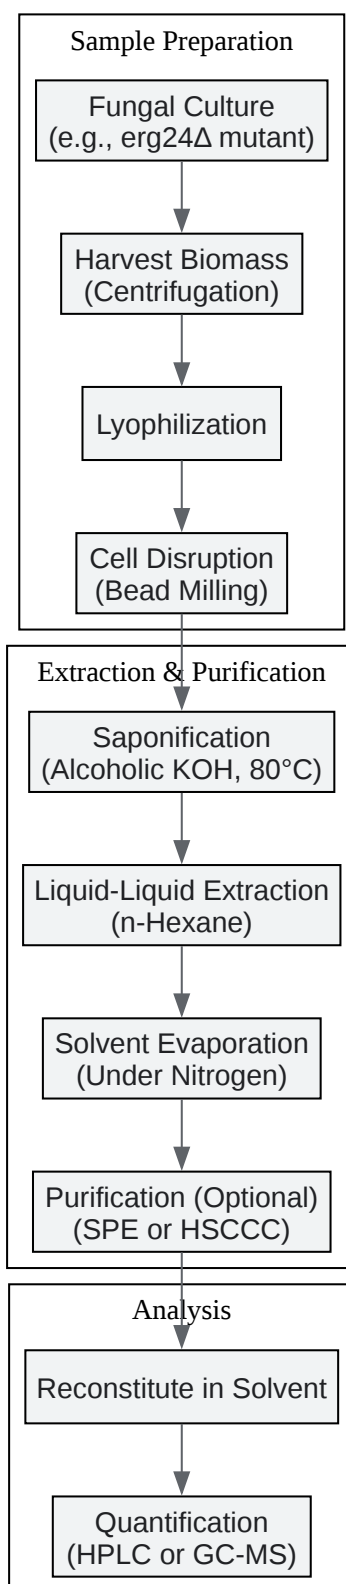 Sample Preparation
Fungal Culture
(e.g., erg24Δ mutant)
Harvest Biomass
(Centrifugation)
Lyophilization
Cell Disruption
(Bead Milling)
Extraction & Purification
Saponification
(Alcoholic KOH, 80°C)
Liquid-Liquid Extraction
(n-Hexane)
Solvent Evaporation
(Under Nitrogen)
Purification (Optional)
(SPE or HSCCC)
Analysis
Reconstitute in Solvent
Quantification
(HPLC or GC-MS)